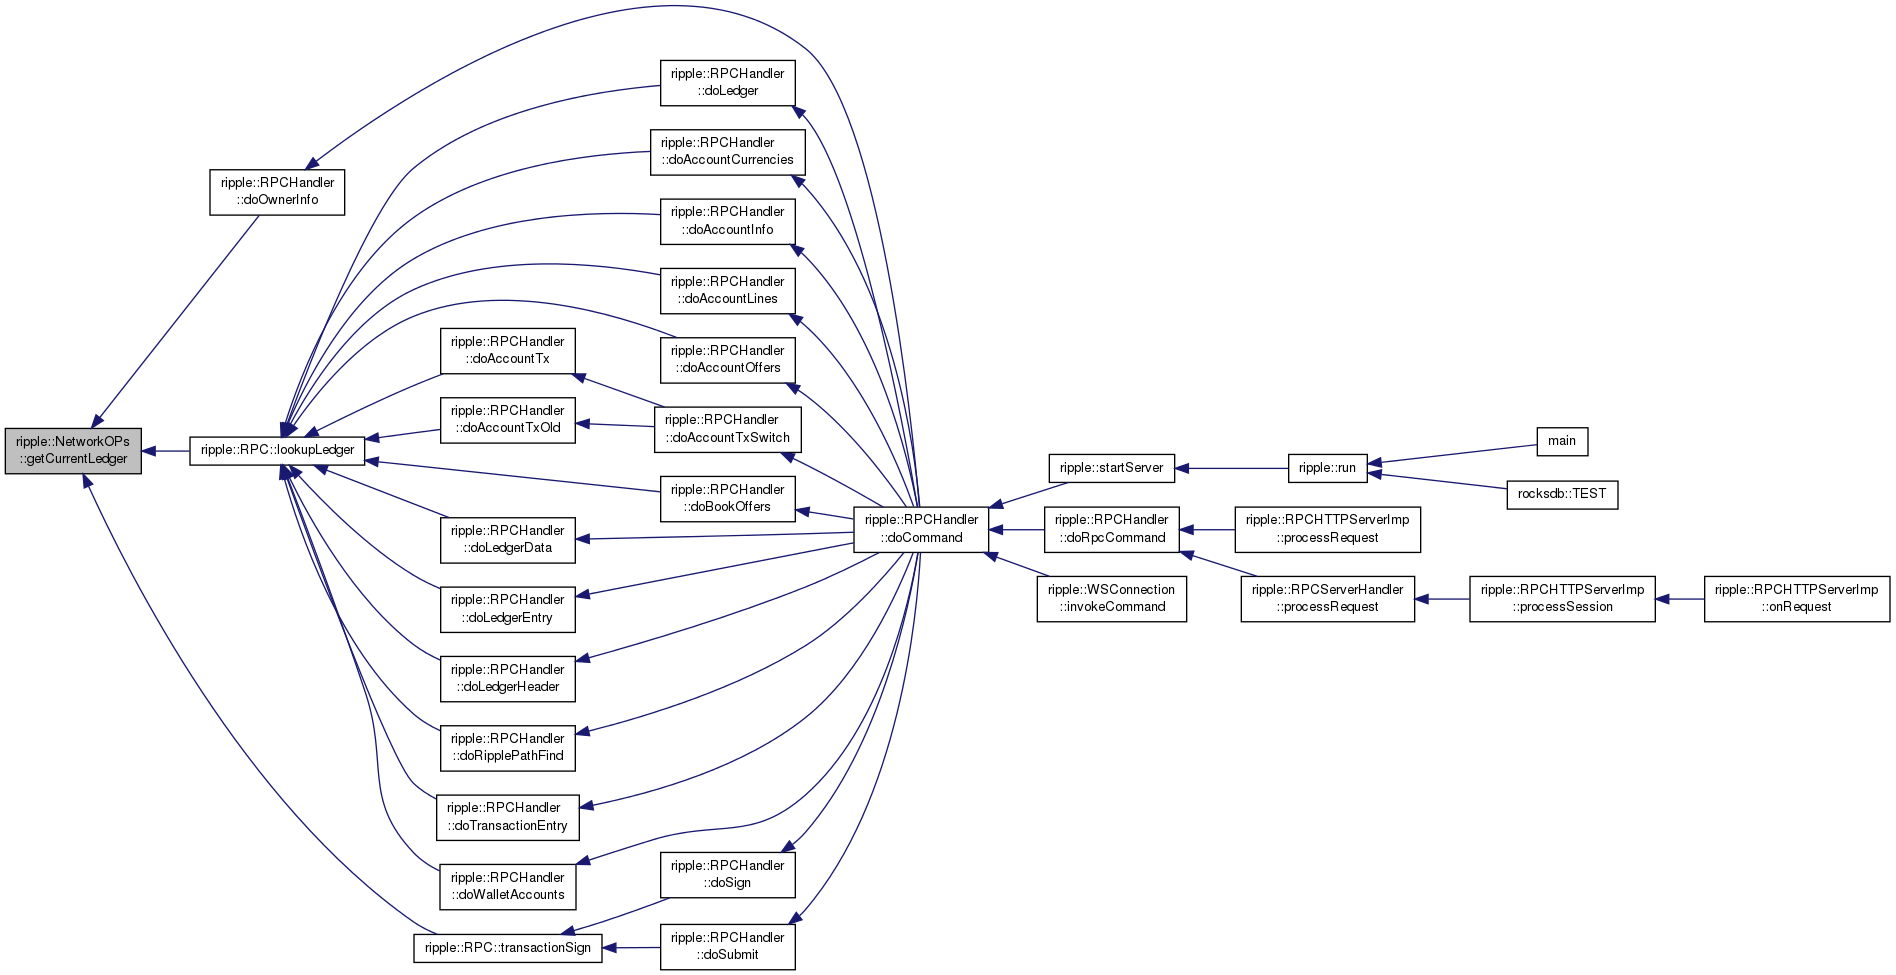 ripple::NetworkOPs
::getCurrentLedger
ripple::RPCHandler
::doOwnerInfo
ripple::RPC::lookupLedger
ripple::RPC::transactionSign
ripple::RPCHandler
::doAccountTx
ripple::RPCHandler
::doAccountTxOld
ripple::RPCHandler
::doLedgerData
ripple::RPCHandler
::doLedgerEntry
ripple::RPCHandler
::doLedgerHeader
ripple::RPCHandler
::doRipplePathFind
ripple::RPCHandler
::doTransactionEntry
ripple::RPCHandler
::doWalletAccounts
ripple::RPCHandler
::doLedger
ripple::RPCHandler
::doAccountCurrencies
ripple::RPCHandler
::doAccountInfo
ripple::RPCHandler
::doAccountLines
ripple::RPCHandler
::doAccountOffers
ripple::RPCHandler
::doAccountTxSwitch
ripple::RPCHandler
::doBookOffers
ripple::RPCHandler
::doSign
ripple::RPCHandler
::doSubmit
ripple::RPCHandler
::doCommand
ripple::startServer
ripple::RPCHandler
::doRpcCommand
ripple::WSConnection
::invokeCommand
ripple::run
ripple::RPCHTTPServerImp
::processRequest
ripple::RPCServerHandler
::processRequest
main
rocksdb::TEST
ripple::RPCHTTPServerImp
::processSession
ripple::RPCHTTPServerImp
::onRequest